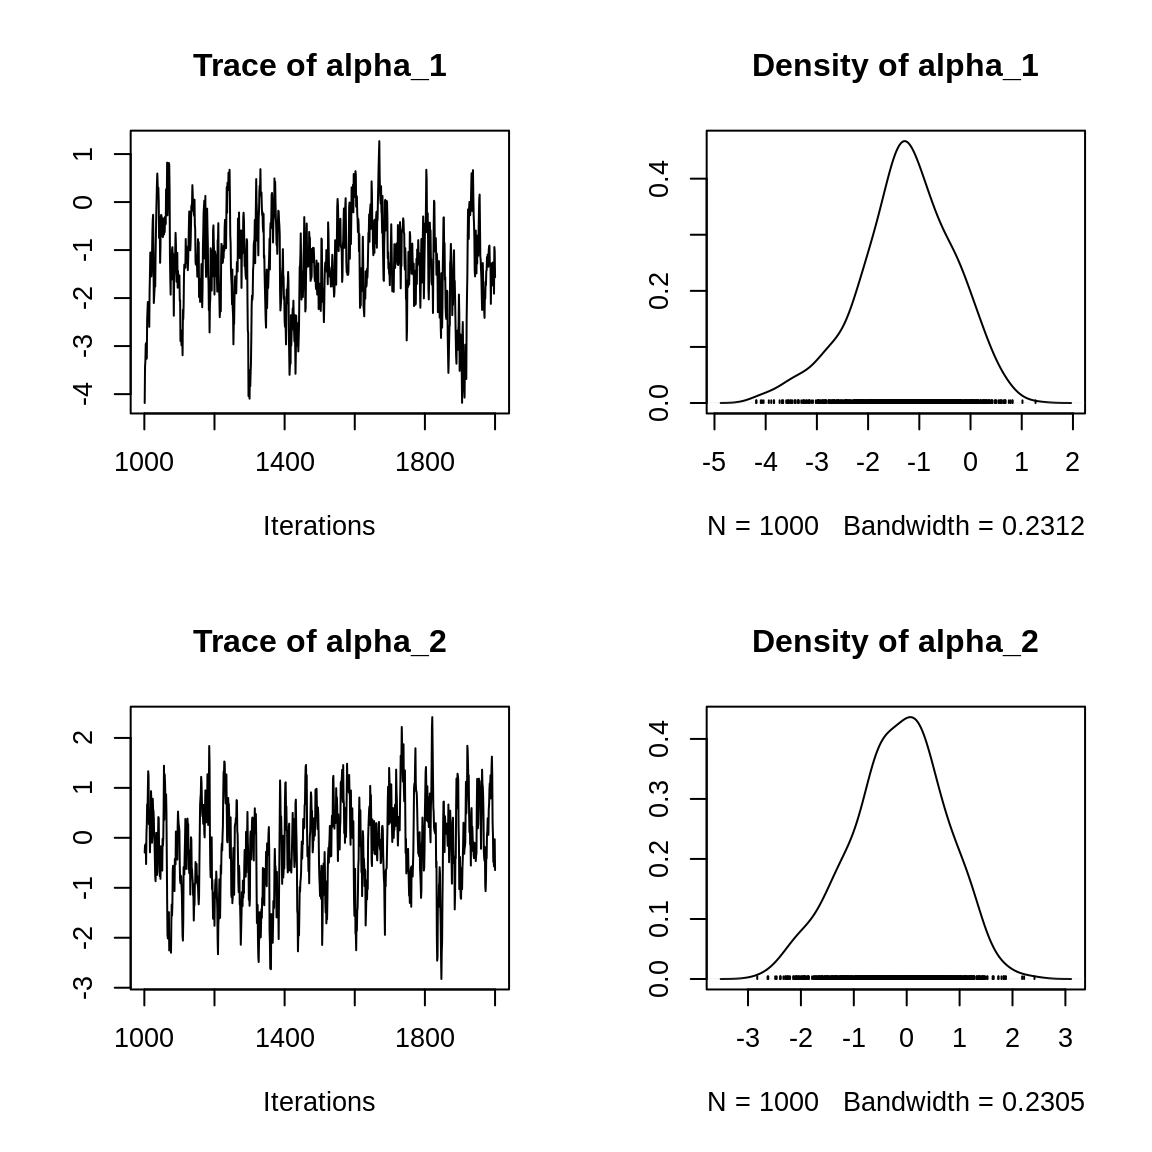 Trace of alpha_1
1
0
-1
-2
-3
-4
1000 1400 1800
Iterations
Density of alpha_1
0.4
0.2
0.0
-5 -4 -3 -2 -1 0 1 2
N = 1000 Bandwidth = 0.2312
Trace of alpha_2
2
1
0
-1
-2
-3
1000 1400 1800
Iterations
Density of alpha_2
0.4
0.3
0.2
0.1
0.0
-3 -2 -1 0 1 2 3
N = 1000 Bandwidth = 0.2305